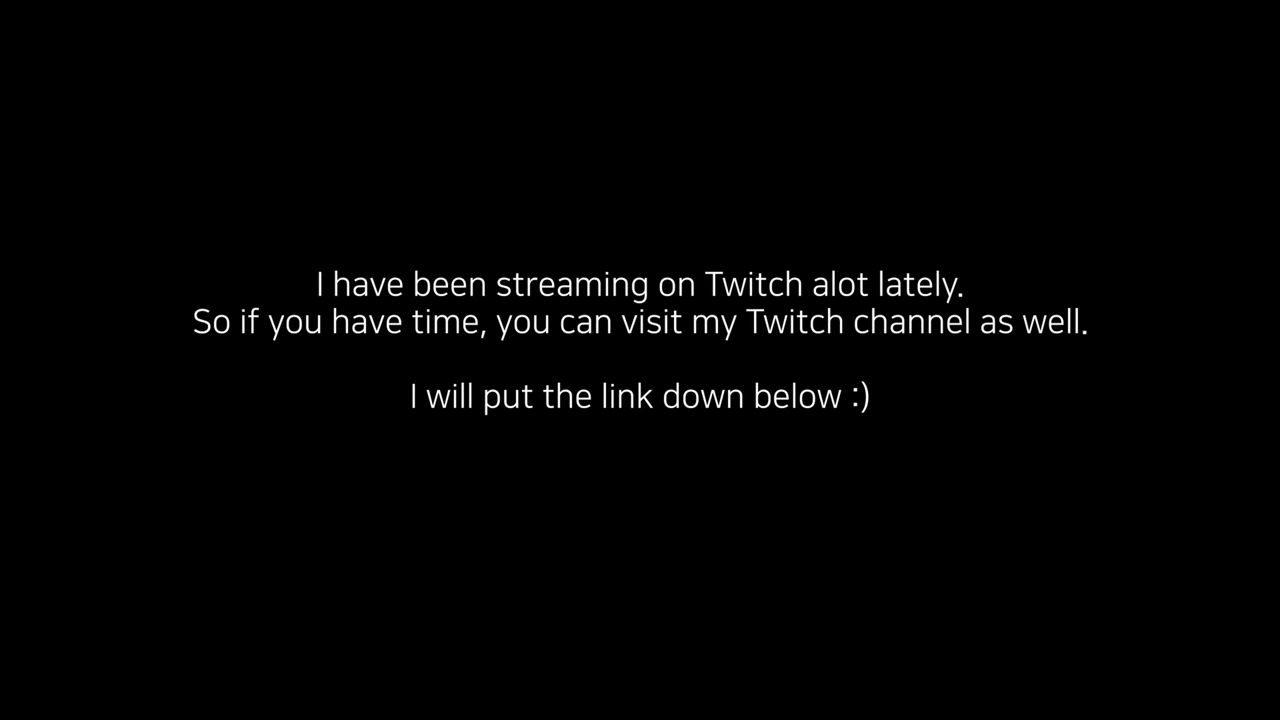 I have been streaming on Twitch alot lately.
So if you have time, you can visit my Twitch channel as well.
I will put the link down below :)